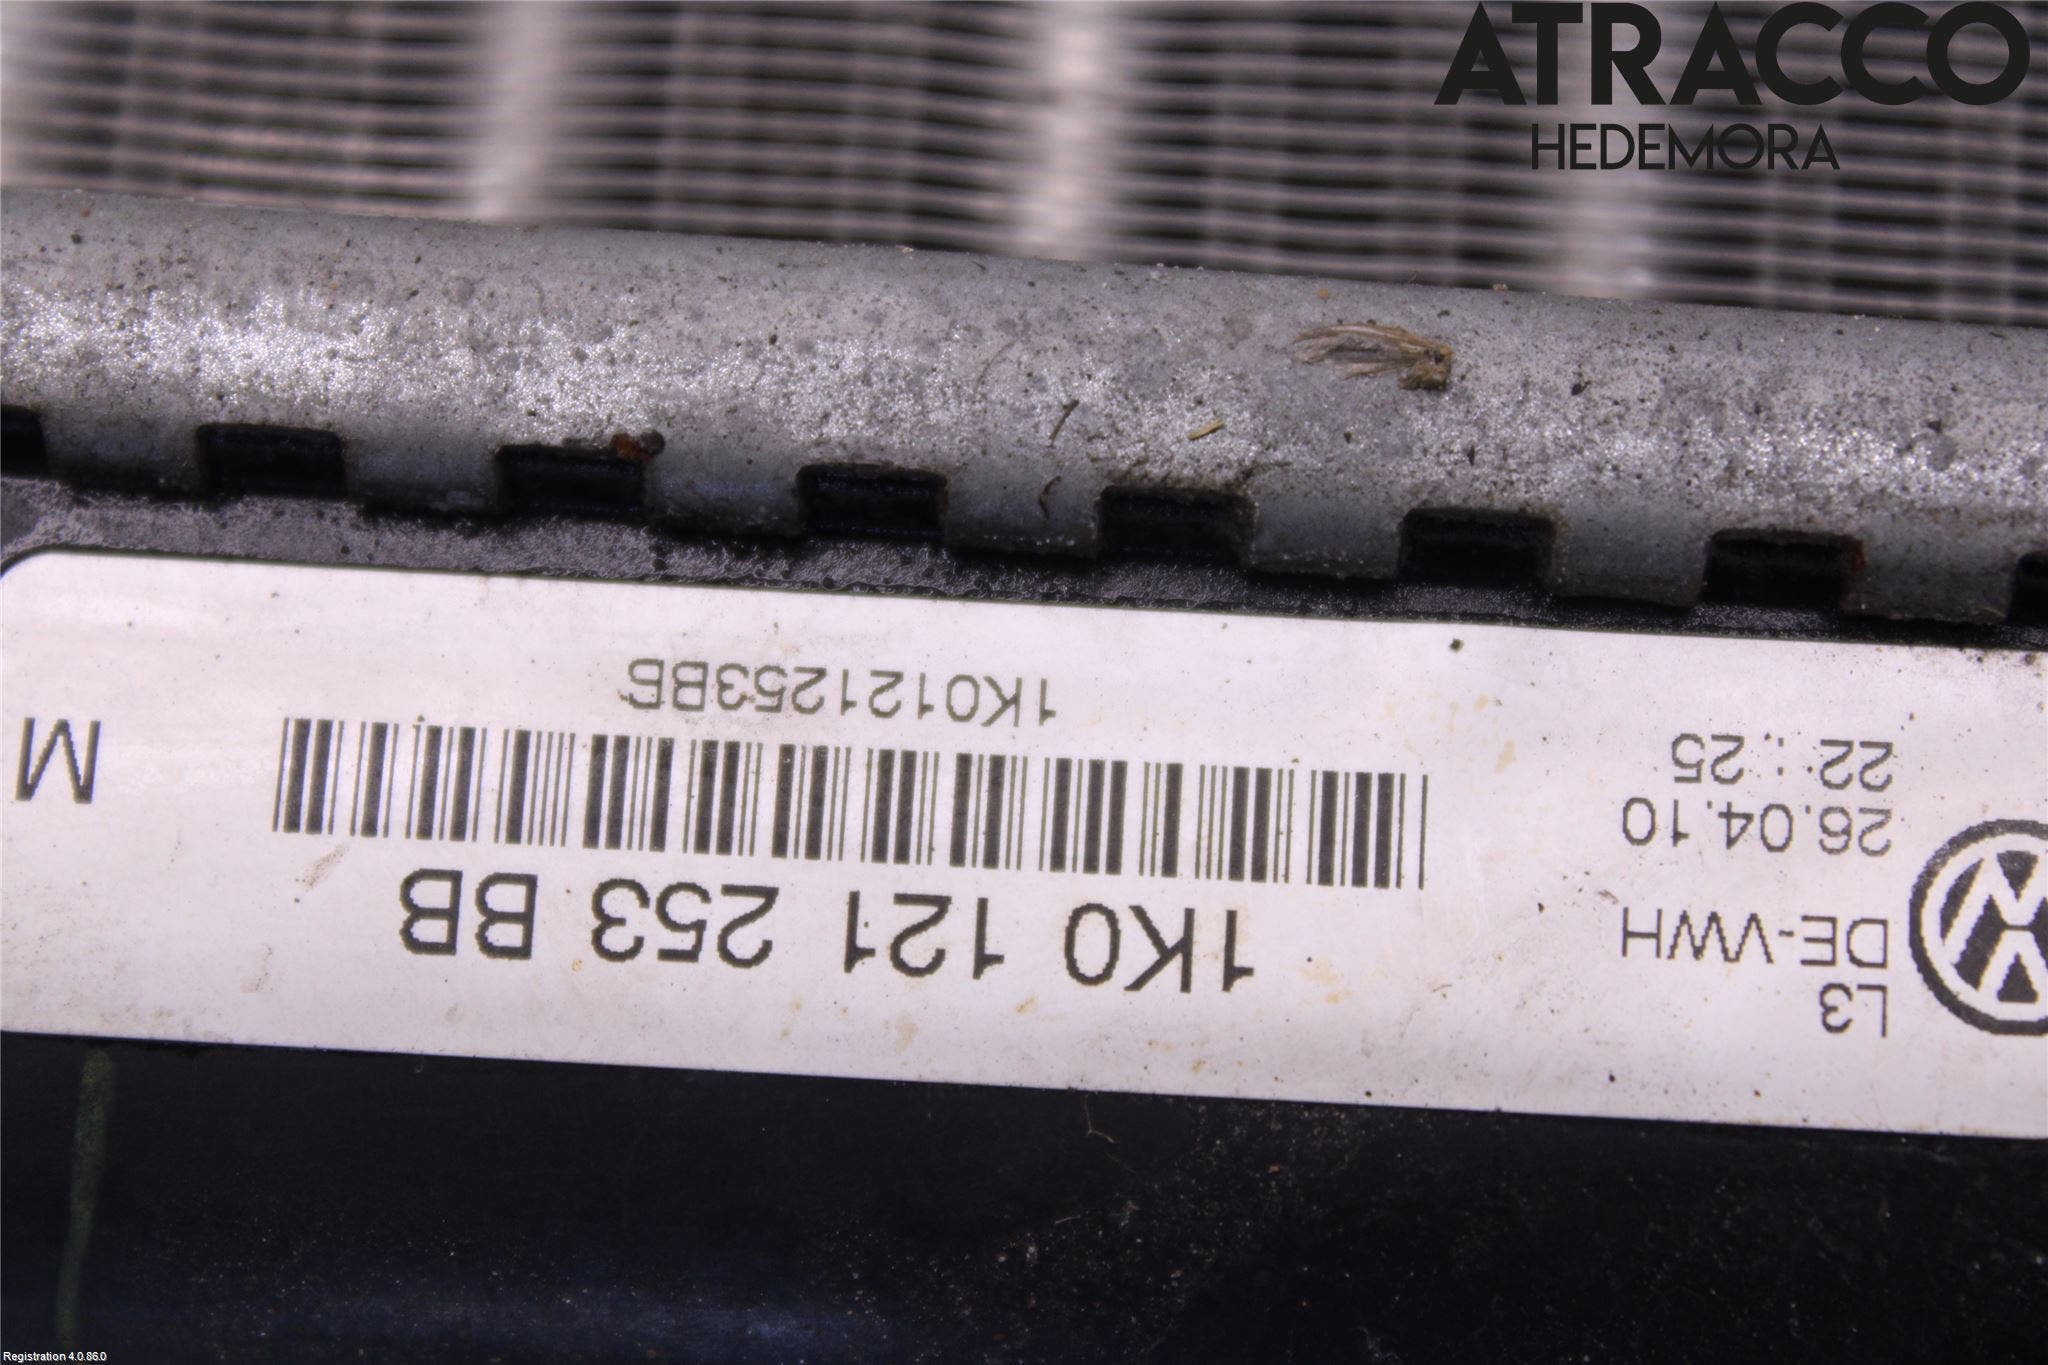 ATRACCO
HEDEMORA
L3
DE-VWH
26.04.10
22 : 25
1K0 121 253 BB
1K0121253BB
M
Registration 4.0.86.0